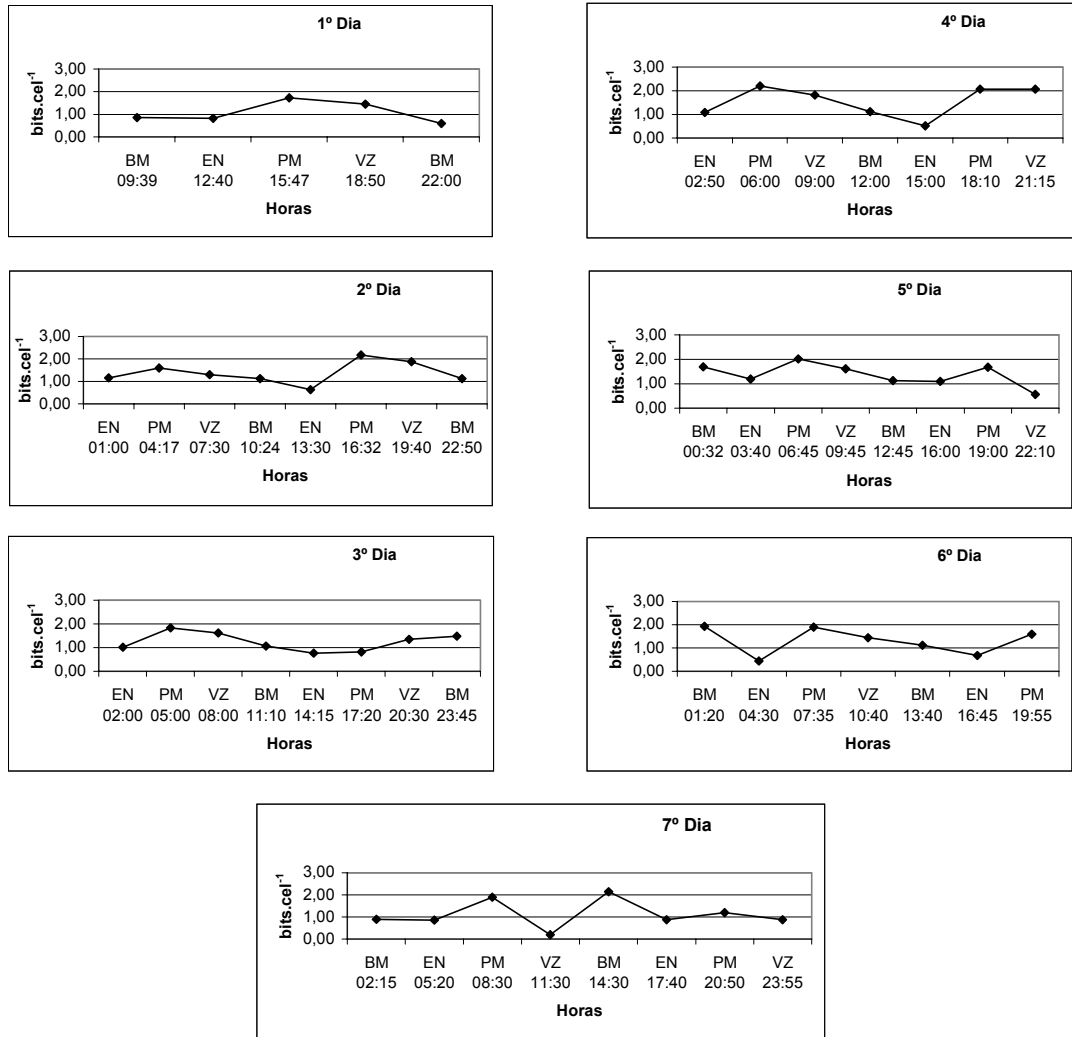 1º Dia
bits.cel-1
3,00
2,00
1,00
0,00
BM EN PM VZ BM
09:39 12:40 15:47 18:50 22:00
Horas
4º Dia
bits.cel-1
3,00
2,00
1,00
0,00
EN PM VZ BM EN PM VZ
02:50 06:00 09:00 12:00 15:00 18:10 21:15
Horas
2º Dia
bits.cel-1
3,00
2,00
1,00
0,00
EN PM VZ BM EN PM VZ BM
01:00 04:17 07:30 10:24 13:30 16:32 19:40 22:50
Horas
5º Dia
bits.cel-1
3,00
2,00
1,00
0,00
BM EN PM VZ BM EN PM VZ
00:32 03:40 06:45 09:45 12:45 16:00 19:00 22:10
Horas
3º Dia
bits.cel-1
3,00
2,00
1,00
0,00
EN PM VZ BM EN PM VZ BM
02:00 05:00 08:00 11:10 14:15 17:20 20:30 23:45
Horas
6º Dia
bits.cel-1
3,00
2,00
1,00
0,00
BM EN PM VZ BM EN PM
01:20 04:30 07:35 10:40 13:40 16:45 19:55
Horas
7º Dia
bits.cel-1
3,00
2,00
1,00
0,00
BM EN PM VZ BM EN PM VZ
02:15 05:20 08:30 11:30 14:30 17:40 20:50 23:55
Horas